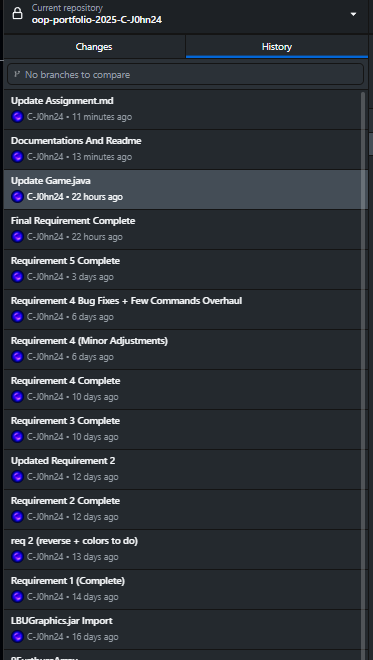 Current repository
oop-portfolio-2025-C-J0hn24
Changes
History
No branches to compare
Update Assignment.md
C-J0hn24 • 11 minutes ago
Documentations And Readme
C-J0hn24 • 13 minutes ago
Update Game.java
C-J0hn24 • 22 hours ago
Final Requirement Complete
C-J0hn24 • 22 hours ago
Requirement 5 Complete
C-J0hn24 • 3 days ago
Requirement 4 Bug Fixes + Few Commands Overhaul
C-J0hn24 • 6 days ago
Requirement 4 (Minor Adjustments)
C-J0hn24 • 6 days ago
Requirement 4 Complete
C-J0hn24 • 10 days ago
Requirement 3 Complete
C-J0hn24 • 10 days ago
Updated Requirement 2
C-J0hn24 • 12 days ago
Requirement 2 Complete
C-J0hn24 • 12 days ago
req 2 (reverse + colors to do)
C-J0hn24 • 13 days ago
Requirement 1 (Complete)
C-J0hn24 • 14 days ago
LBUGraphics.jar Import
C-J0hn24 • 16 days ago